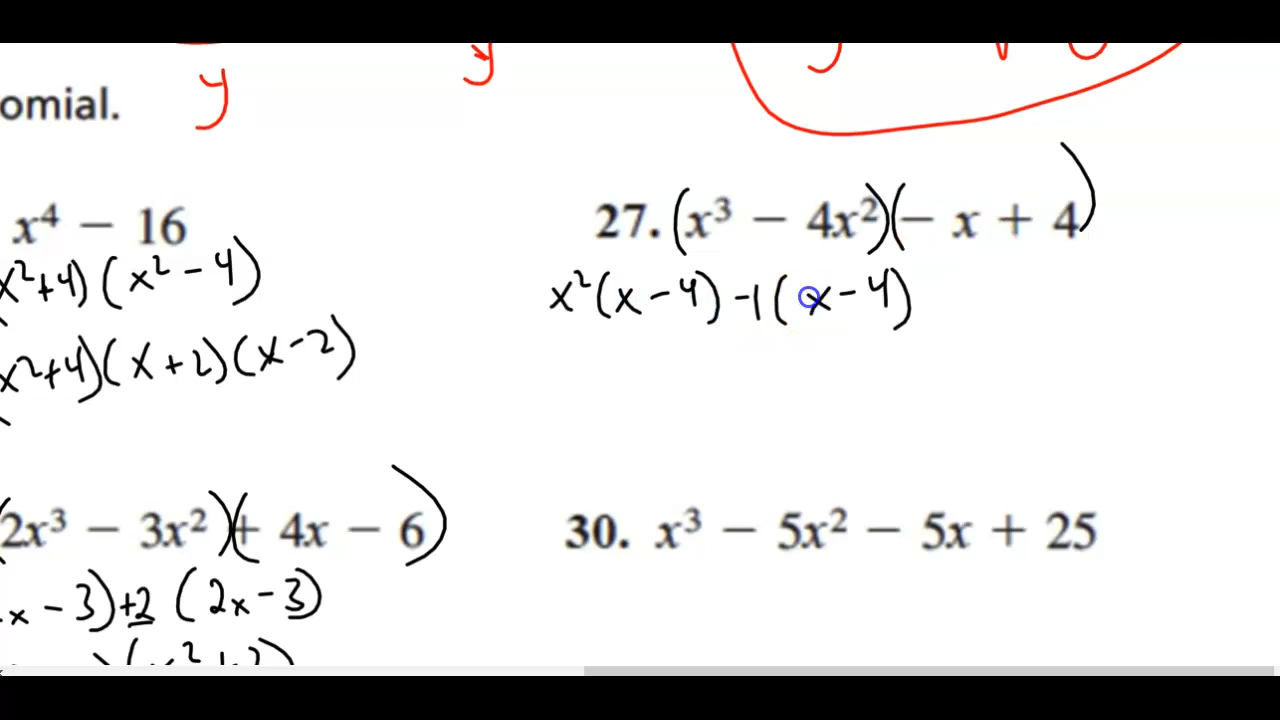 y y
omial.
x⁴ − 16
x²+4) (x² − 4)
x²+4)(x+2)(x−2)
27. (x³ − 4x²)(− x + 4)
x²(x − 4) −1(x − 4)
(2x³ − 3x²)(+ 4x − 6)
x − 3)+2 (2x − 3)
30. x³ − 5x² − 5x + 25